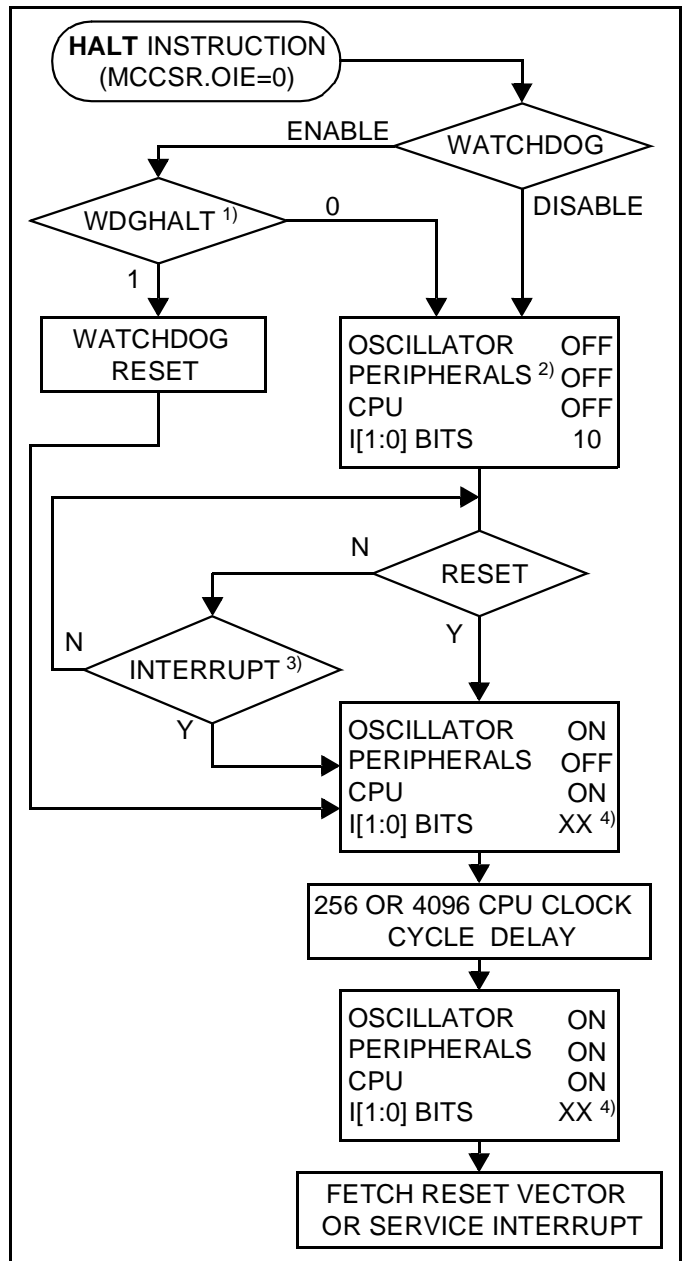 HALT INSTRUCTION
(MCCSR.OIE=0)
ENABLE
WATCHDOG
WDGHALT 1)
0
DISABLE
1
WATCHDOG
RESET
OSCILLATOR OFF
PERIPHERALS 2) OFF
CPU OFF
I[1:0] BITS 10
N
RESET
N
Y
INTERRUPT 3)
Y
OSCILLATOR ON
PERIPHERALS OFF
CPU ON
I[1:0] BITS XX 4)
256 OR 4096 CPU CLOCK
CYCLE DELAY
OSCILLATOR ON
PERIPHERALS ON
CPU ON
I[1:0] BITS XX 4)
FETCH RESET VECTOR
OR SERVICE INTERRUPT